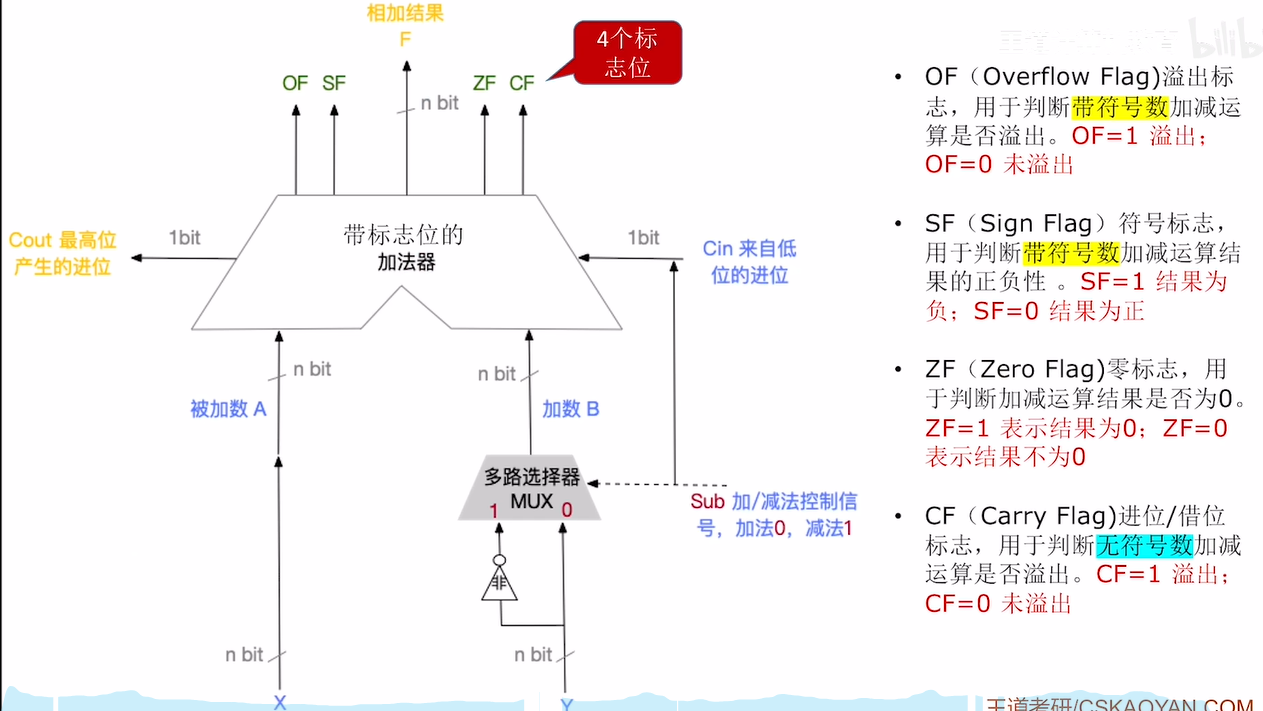 相加结果
F
4个标
志位
OF SF ZF CF
n bit
Cout 最高位
产生的进位
1bit
带标志位的
加法器
1bit
Cin 来自低
位的进位
n bit
n bit
被加数 A
加数 B
多路选择器
MUX
1 0
Sub 加/减法控制信
号，加法0，减法1
非
n bit
n bit
X
Y
• OF（Overflow Flag)溢出标
志，用于判断带符号数加减运
算是否溢出。OF=1 溢出；
OF=0 未溢出
• SF（Sign Flag）符号标志，
用于判断带符号数加减运算结
果的正负性 。SF=1 结果为
负；SF=0 结果为正
• ZF（Zero Flag)零标志，用
于判断加减运算结果是否为0。
ZF=1 表示结果为0；ZF=0
表示结果不为0
• CF（Carry Flag)进位/借位
标志，用于判断无符号数加减
运算是否溢出。CF=1 溢出；
CF=0 未溢出
bilib
王道考研/CSKAOYAN.COM